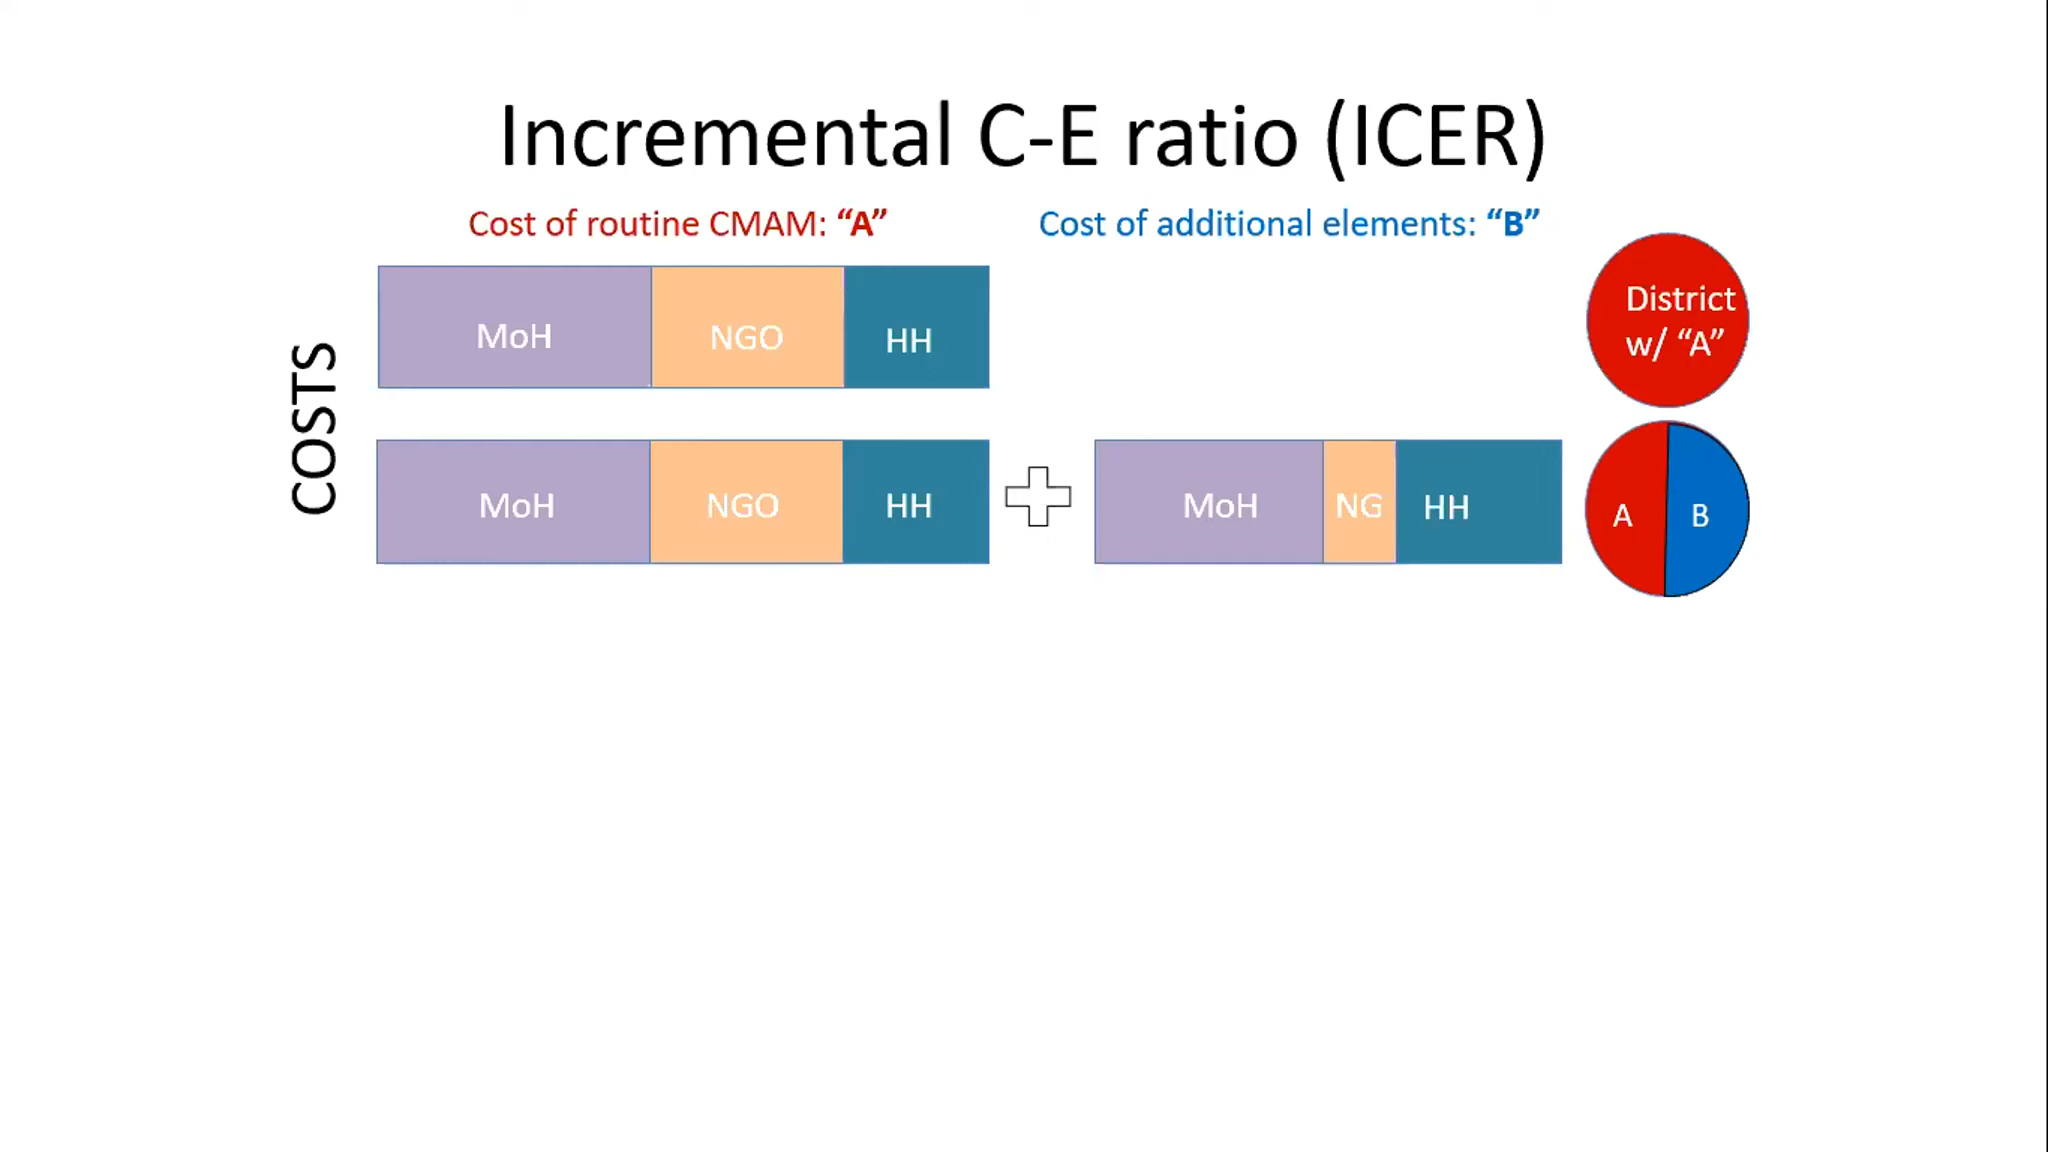 Incremental C-E ratio (ICER)
Cost of routine CMAM: “A”
Cost of additional elements: “B”
COSTS
MoH
NGO
HH
District
w/ “A”
MoH
NGO
HH
MoH
NG
HH
A
B